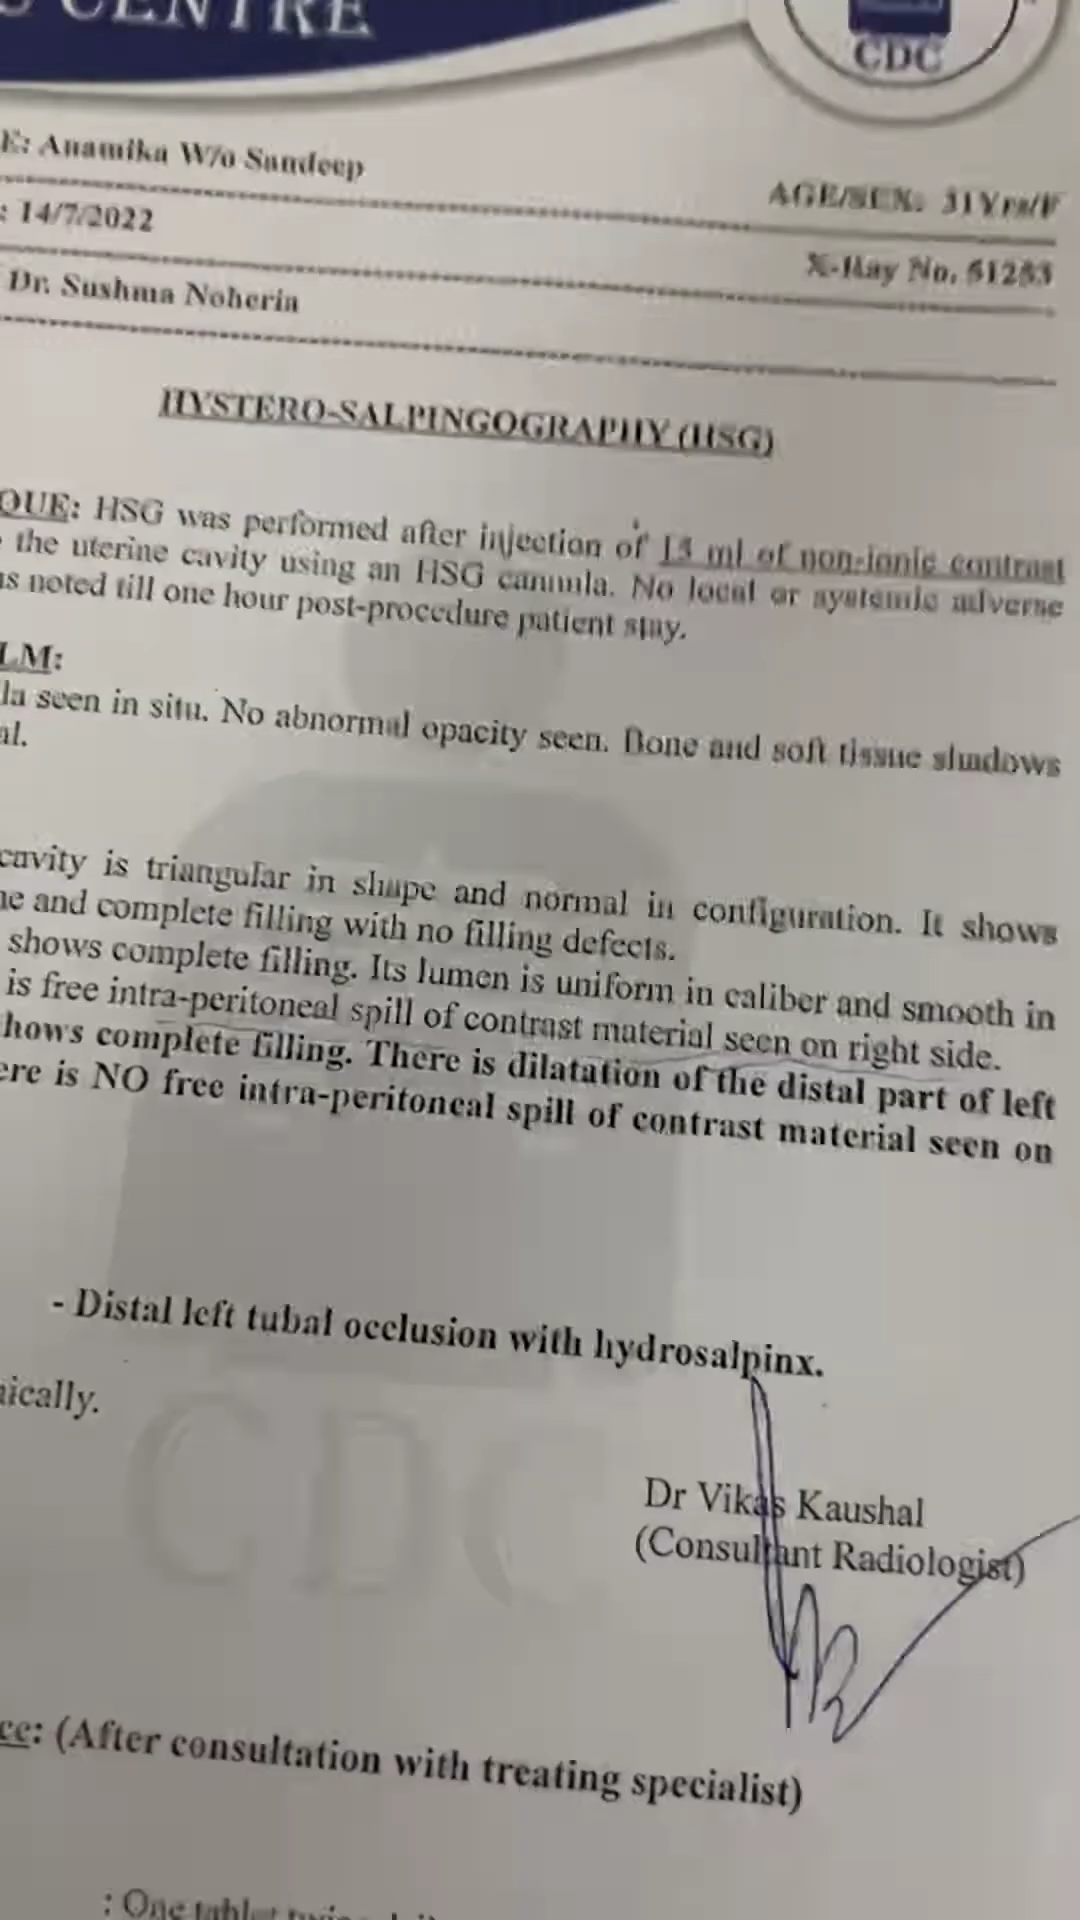 CENTRE
CDC
E: Anamika W/o Sandeep
AGE/SEX: 31Yrs/F
: 14/7/2022
X-Ray No. 51253
Dr. Sushma Noheria
HYSTERO-SALPINGOGRAPHY (HSG)
QUE: HSG was performed after injection of 15 ml of non-ionic contrast
the uterine cavity using an HSG cannula. No local or systemic adverse
as noted till one hour post-procedure patient stay.
LM:
la seen in situ. No abnormal opacity seen. Bone and soft tissue shadows
al.
cavity is triangular in shape and normal in configuration. It shows
ne and complete filling with no filling defects.
shows complete filling. Its lumen is uniform in caliber and smooth in
is free intra-peritoneal spill of contrast material seen on right side.
hows complete filling. There is dilatation of the distal part of left
ere is NO free intra-peritoneal spill of contrast material seen on
- Distal left tubal occlusion with hydrosalpinx.
nically.
CDC
Dr Vikas Kaushal
(Consultant Radiologist)
ce: (After consultation with treating specialist)
: One tablet twice